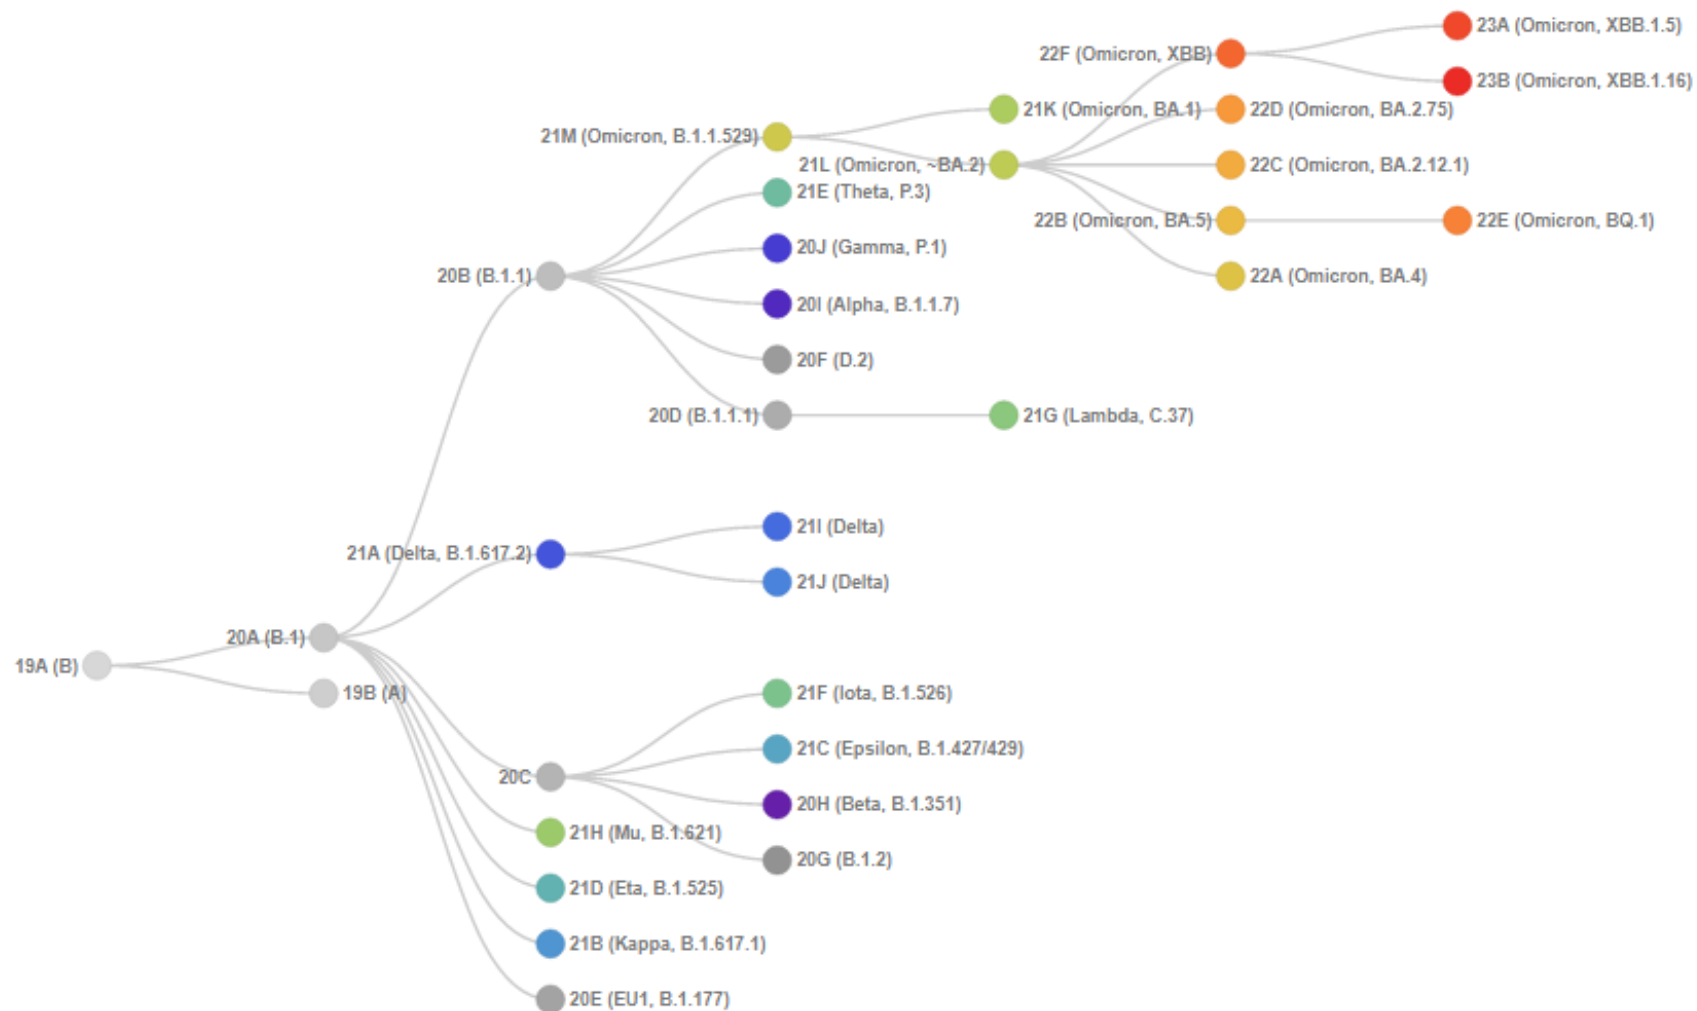 23A (Omicron, XBB.1.5)
22F (Omicron, XBB)
23B (Omicron, XBB.1.16)
21K (Omicron, BA.1)
22D (Omicron, BA.2.75)
21M (Omicron, B.1.1.529)
21L (Omicron, ~BA.2)
22C (Omicron, BA.2.12.1)
21E (Theta, P.3)
22B (Omicron, BA.5)
22E (Omicron, BQ.1)
20J (Gamma, P.1)
20B (B.1.1)
22A (Omicron, BA.4)
20I (Alpha, B.1.1.7)
20F (D.2)
20D (B.1.1.1)
21G (Lambda, C.37)
21I (Delta)
21A (Delta, B.1.617.2)
21J (Delta)
20A (B.1)
19A (B)
19B (A)
21F (Iota, B.1.526)
21C (Epsilon, B.1.427/429)
20C
20H (Beta, B.1.351)
21H (Mu, B.1.621)
20G (B.1.2)
21D (Eta, B.1.525)
21B (Kappa, B.1.617.1)
20E (EU1, B.1.177)